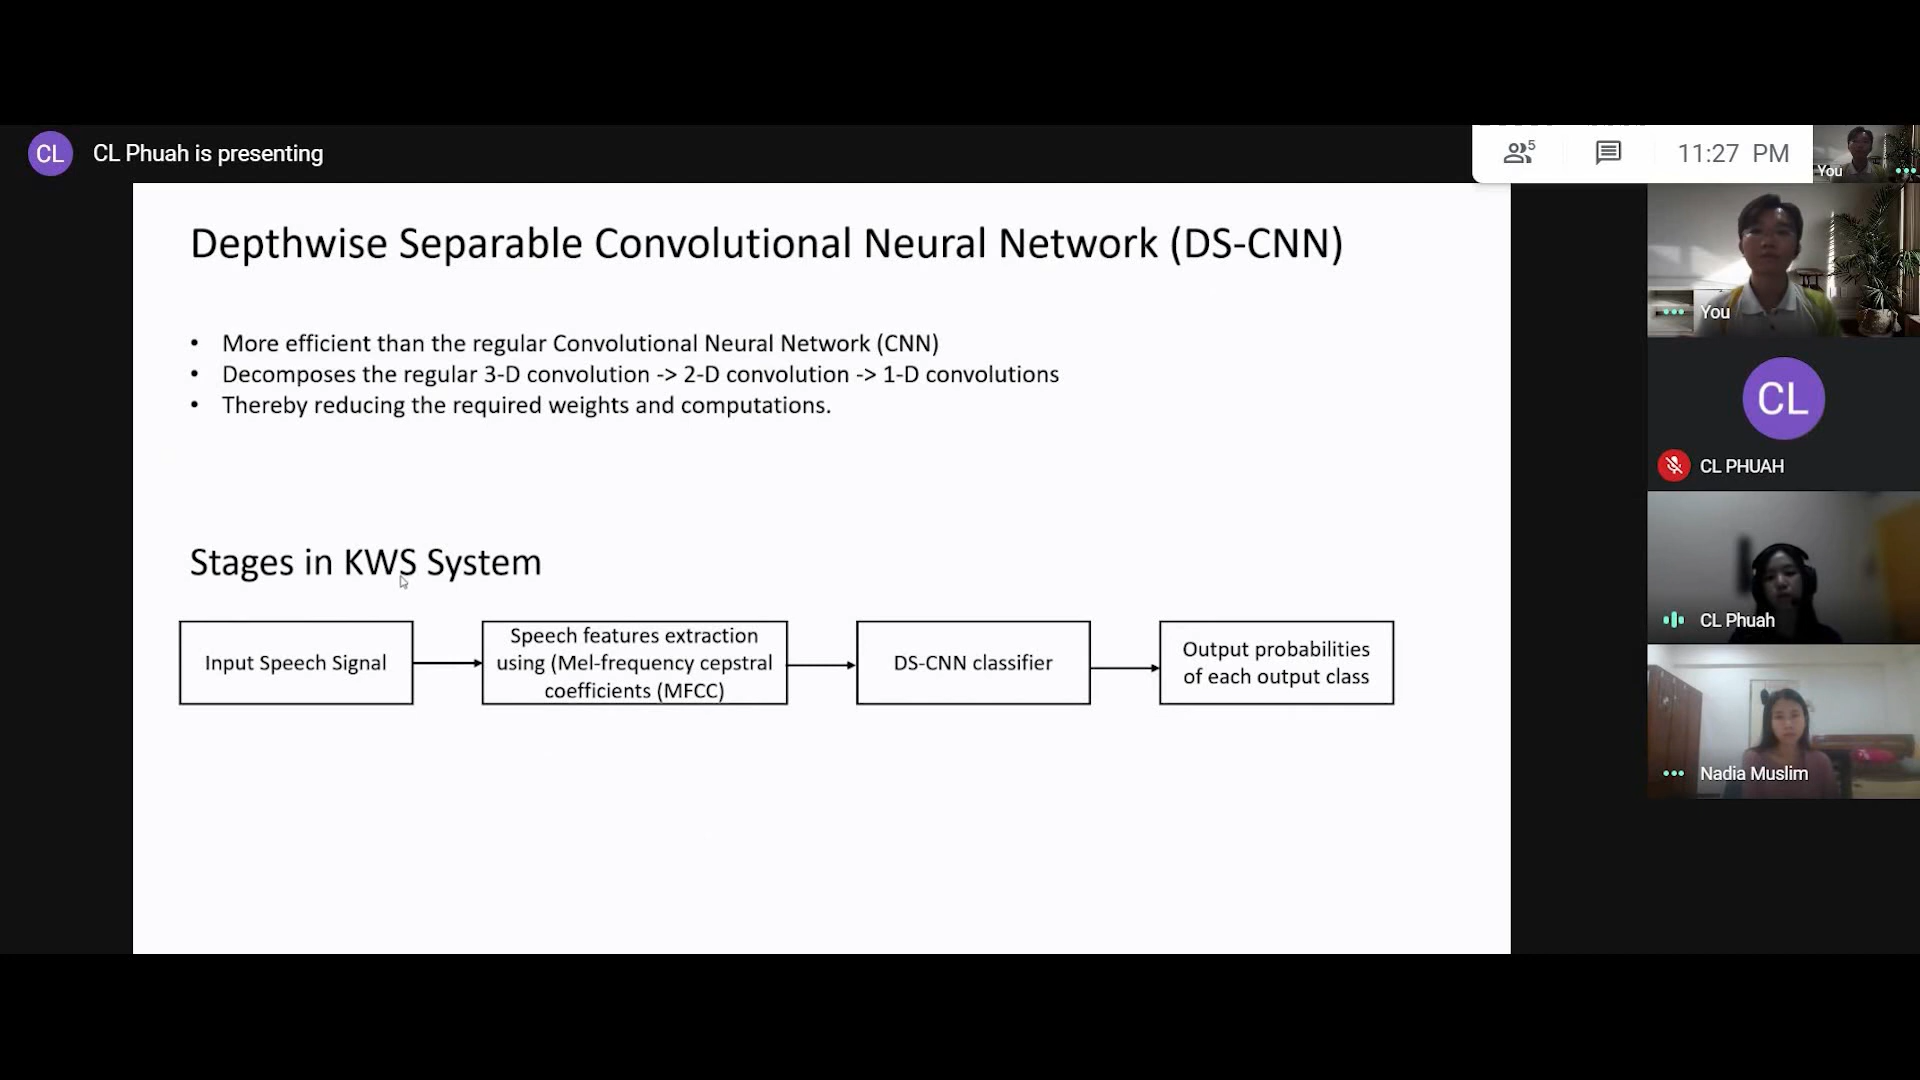 CL
CL Phuah is presenting
5
11:27 PM
You
Depthwise Separable Convolutional Neural Network (DS-CNN)
• More efficient than the regular Convolutional Neural Network (CNN)
• Decomposes the regular 3-D convolution -> 2-D convolution -> 1-D convolutions
• Thereby reducing the required weights and computations.
Stages in KWS System
Input Speech Signal
Speech features extraction
using (Mel-frequency cepstral
coefficients (MFCC)
DS-CNN classifier
Output probabilities
of each output class
You
CL
CL PHUAH
CL Phuah
Nadia Muslim